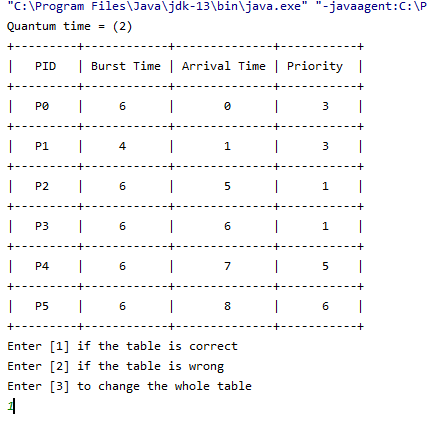 "C:\Program Files\Java\jdk-13\bin\java.exe" "-javaagent:C:\P
Quantum time = (2)
+--------+-----------+--------------+-----------+
|   PID  | Burst Time | Arrival Time | Priority  |
+--------+-----------+--------------+-----------+
|   P0   |     6     |      0       |     3     |
+--------+-----------+--------------+-----------+
|   P1   |     4     |      1       |     3     |
+--------+-----------+--------------+-----------+
|   P2   |     6     |      5       |     1     |
+--------+-----------+--------------+-----------+
|   P3   |     6     |      6       |     1     |
+--------+-----------+--------------+-----------+
|   P4   |     6     |      7       |     5     |
+--------+-----------+--------------+-----------+
|   P5   |     6     |      8       |     6     |
+--------+-----------+--------------+-----------+
Enter [1] if the table is correct
Enter [2] if the table is wrong
Enter [3] to change the whole table
1